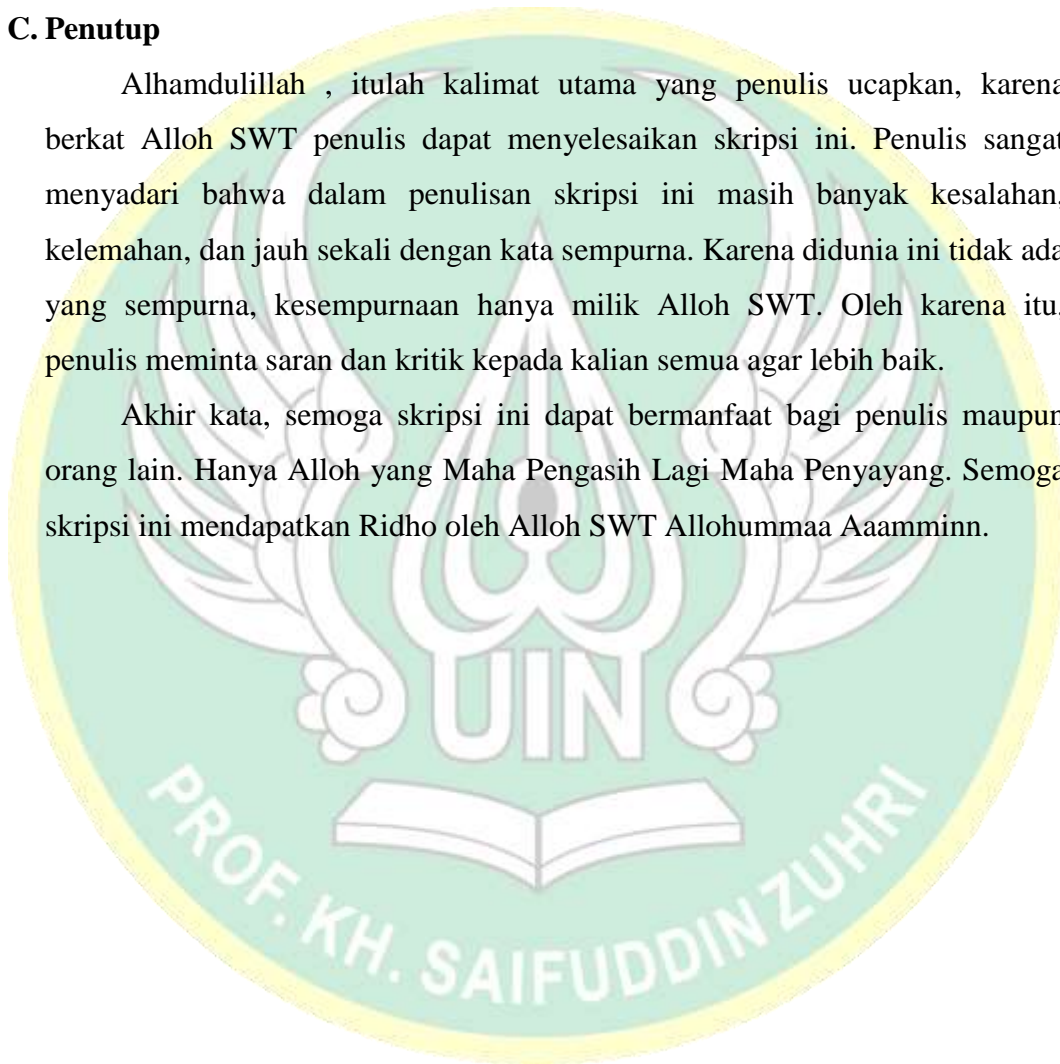 C. Penutup
Alhamdulillah , itulah kalimat utama yang penulis ucapkan, karena
berkat Alloh SWT penulis dapat menyelesaikan skripsi ini. Penulis sangat
menyadari bahwa dalam penulisan skripsi ini masih banyak kesalahan,
kelemahan, dan jauh sekali dengan kata sempurna. Karena didunia ini tidak ada
yang sempurna, kesempurnaan hanya milik Alloh SWT. Oleh karena itu,
penulis meminta saran dan kritik kepada kalian semua agar lebih baik.
Akhir kata, semoga skripsi ini dapat bermanfaat bagi penulis maupun
orang lain. Hanya Alloh yang Maha Pengasih Lagi Maha Penyayang. Semoga
skripsi ini mendapatkan Ridho oleh Alloh SWT Allohummaa Aaamminn.
UIN
PROF. KH. SAIFUDDIN ZUHRI